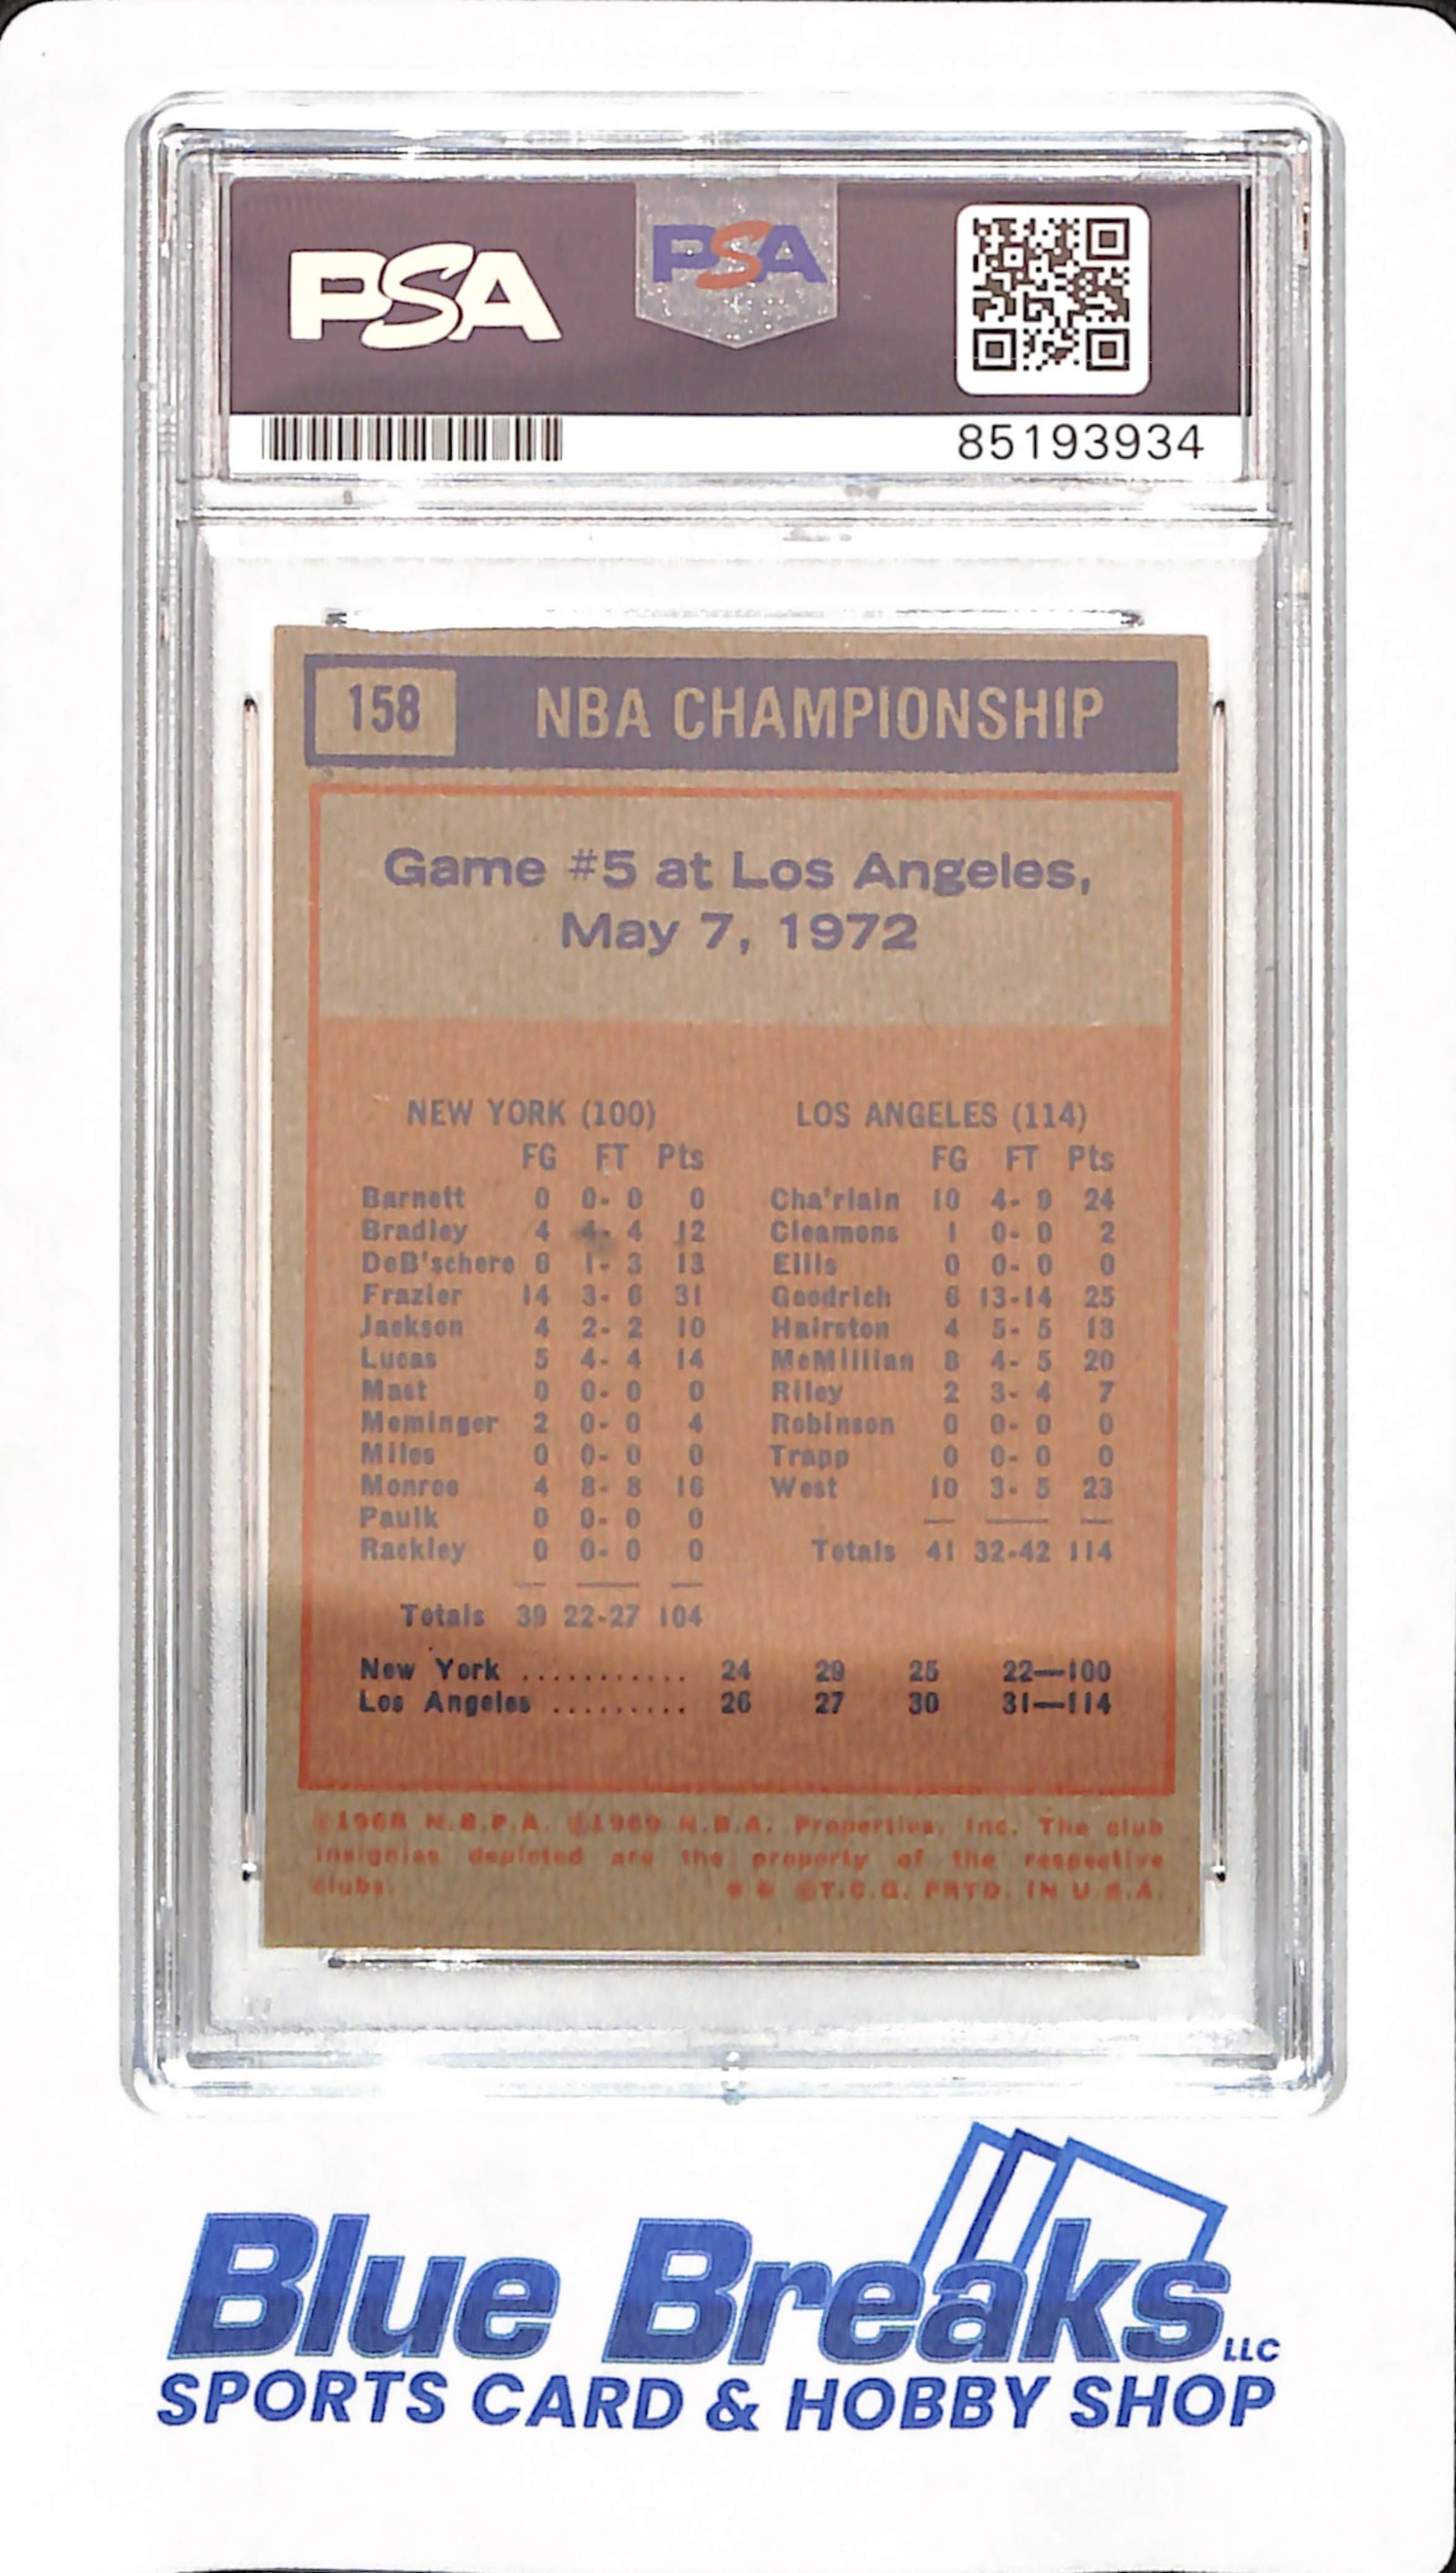 PSA
PSA
85193934
158 NBA CHAMPIONSHIP
Game #5 at Los Angeles,
May 7, 1972
NEW YORK (100)
FG FT Pts
Barnett 0 0- 0 0
Bradley 4 4- 4 12
DeB'schere 6 1- 3 13
Frazier 14 3- 6 31
Jackson 4 2- 2 10
Lucas 5 4- 4 14
Mast 0 0- 0 0
Meminger 2 0- 0 4
Miles 0 0- 0 0
Monroe 4 8- 8 16
Paulk 0 0- 0 0
Rackley 0 0- 0 0
Totals 39 22-27 104
LOS ANGELES (114)
FG FT Pts
Cha'rlain 10 4- 9 24
Cleamons 1 0- 0 2
Ellis 0 0- 0 0
Goodrich 6 13-14 25
Hairston 4 5- 5 13
McMillian 8 4- 5 20
Riley 2 3- 4 7
Robinson 0 0- 0 0
Trapp 0 0- 0 0
West 10 3- 5 23
Totals 41 32-42 114
New York ........... 24 29 25 22—100
Los Angeles ......... 26 27 30 31—114
©1968 N.B.P.A. ©1969 N.B.A. Properties, Inc. The club
insignias depicted are the property of the respective
clubs. * * ©T.C.G. PRTD. IN U.S.A.
Blue Breaks LLC
SPORTS CARD & HOBBY SHOP